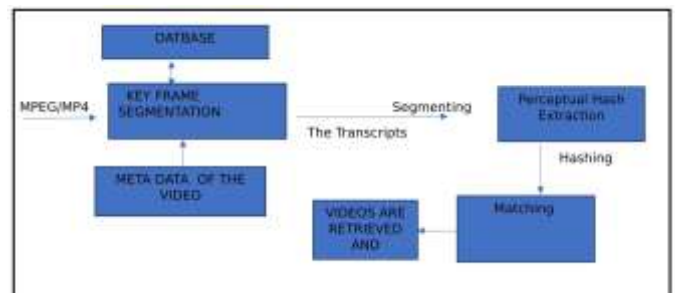 DATBASE
MPEG/MP4
KEY FRAME
SEGMENTATION
Segmenting
The Transcripts
Perceptual Hash
Extraction
Hashing
META DATA OF THE
VIDEO
Matching
VIDEOS ARE
RETRIEVED
AND